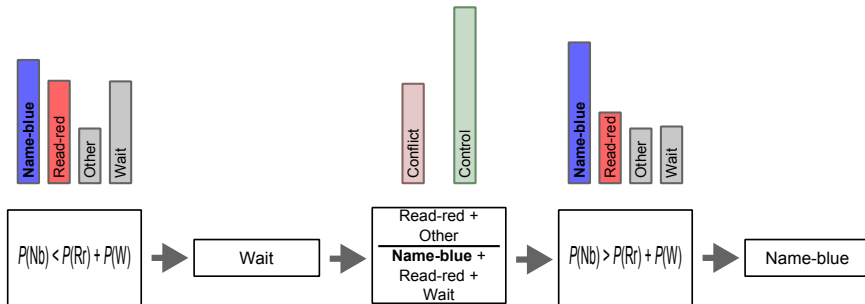 Name-blue
Read-red
Other
Wait
Conflict
Control
Name-blue
Read-red
Other
Wait
P(Nb) < P(Rr) + P(W)
Wait
Read-red +
Other
Name-blue +
Read-red +
Wait
P(Nb) > P(Rr) + P(W)
Name-blue